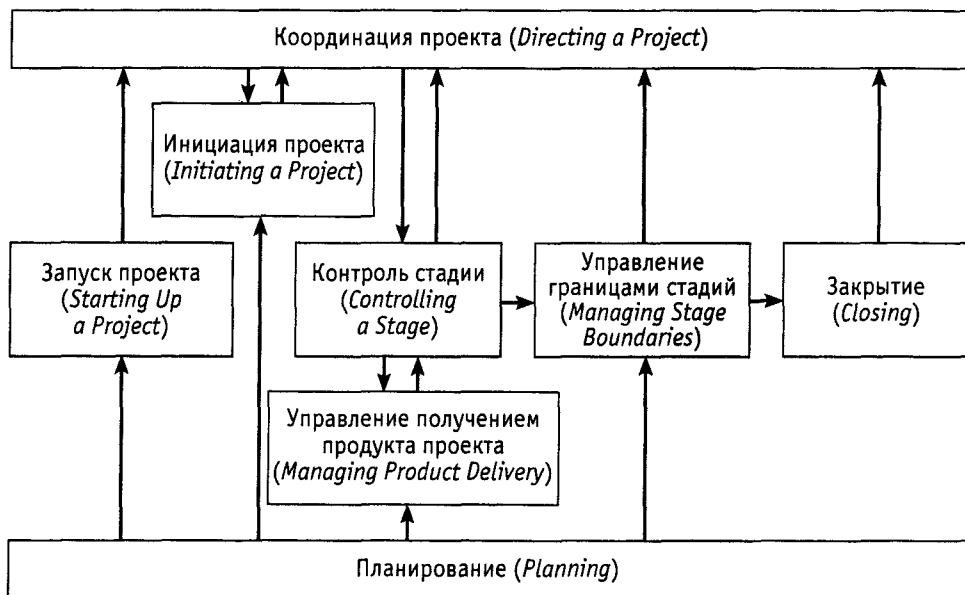 Координация проекта (Directing a Project)
Инициация проекта
(Initiating a Project)
Запуск проекта
(Starting Up
a Project)
Контроль стадии
(Controlling
a Stage)
Управление
границами стадий
(Managing Stage
Boundaries)
Закрытие
(Closing)
Управление получением
продукта проекта
(Managing Product Delivery)
Планирование (Planning)